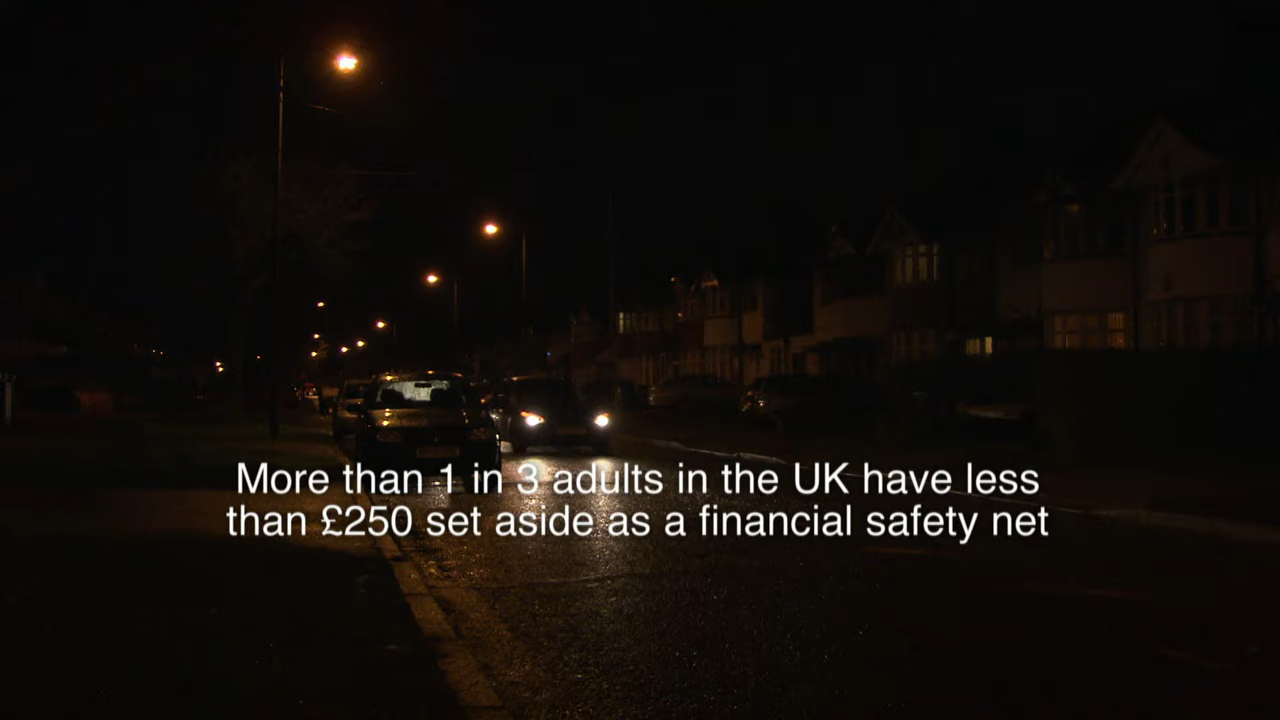 More than 1 in 3 adults in the UK have less
than £250 set aside as a financial safety net